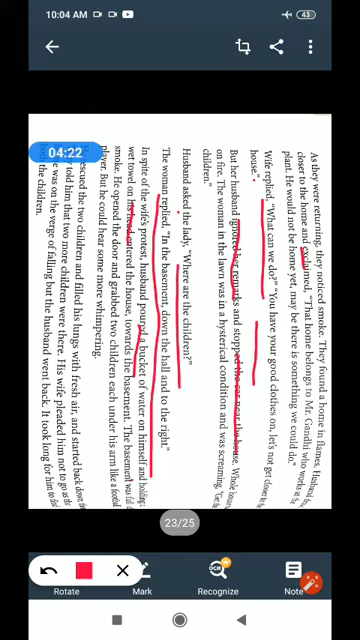 10:04 AM
43
04:22
As they were returning, they noticed smoke. They found a home in flames. Husband
closer to the home and exclaimed, "That home belongs to Mr. Gandhi who works at
plant. He would not be home yet, may be there is something we could do."
Wife replied, "What can we do?" "You have your good clothes on, let's not get closer to
house."
But her husband ignored her remarks and stopped the car near the house. Whole
on fire. The woman in the lawn was in a hysterical condition and was screaming,
children."
Husband asked the lady, "Where are the children?"
The woman replied, "In the basement, down the hall and to the right."
In spite of the wife's protest, husband poured a bucket of water on himself and holding
wet towel on his head entered the house, towards the basement. The basement was full
smoke. He opened the door and grabbed two children each under his arm like a
player. But he could hear some more whimpering.
rescued the two children and filled his lungs with fresh air, and started back down
told him that two more children were there. His wife pleaded him not to go as the
was on the verge of falling but the husband went back. It took long for him to
the children.
23/25
Rotate
Mark
OCR
Recognize
Note